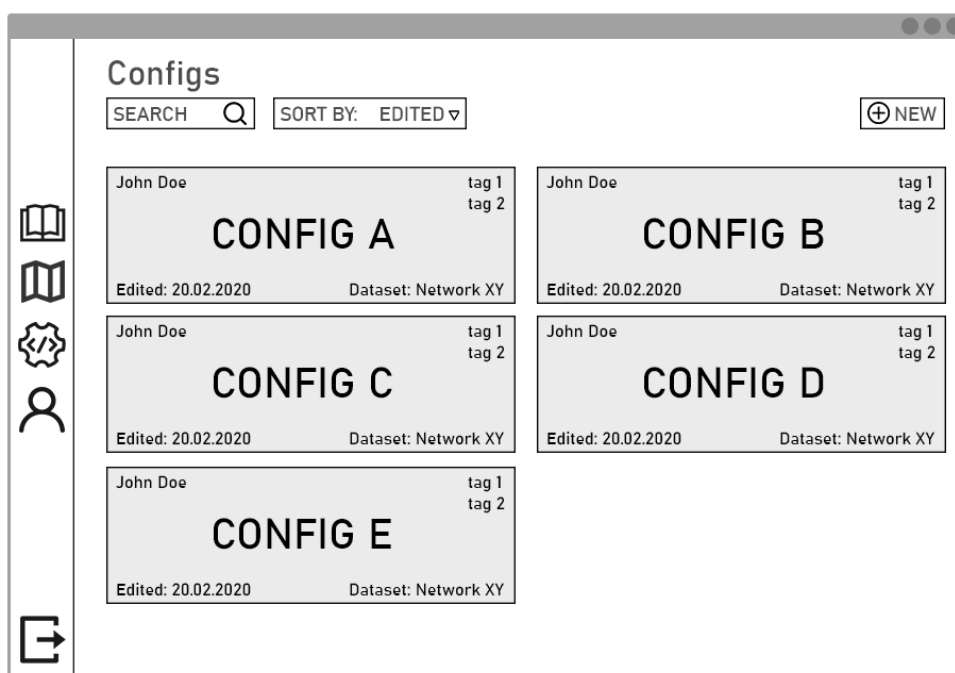 Configs
SEARCH
SORT BY: EDITED
NEW
John Doe
tag 1
tag 2
CONFIG A
Edited: 20.02.2020
Dataset: Network XY
John Doe
tag 1
tag 2
CONFIG B
Edited: 20.02.2020
Dataset: Network XY
John Doe
tag 1
tag 2
CONFIG C
Edited: 20.02.2020
Dataset: Network XY
John Doe
tag 1
tag 2
CONFIG D
Edited: 20.02.2020
Dataset: Network XY
John Doe
tag 1
tag 2
CONFIG E
Edited: 20.02.2020
Dataset: Network XY